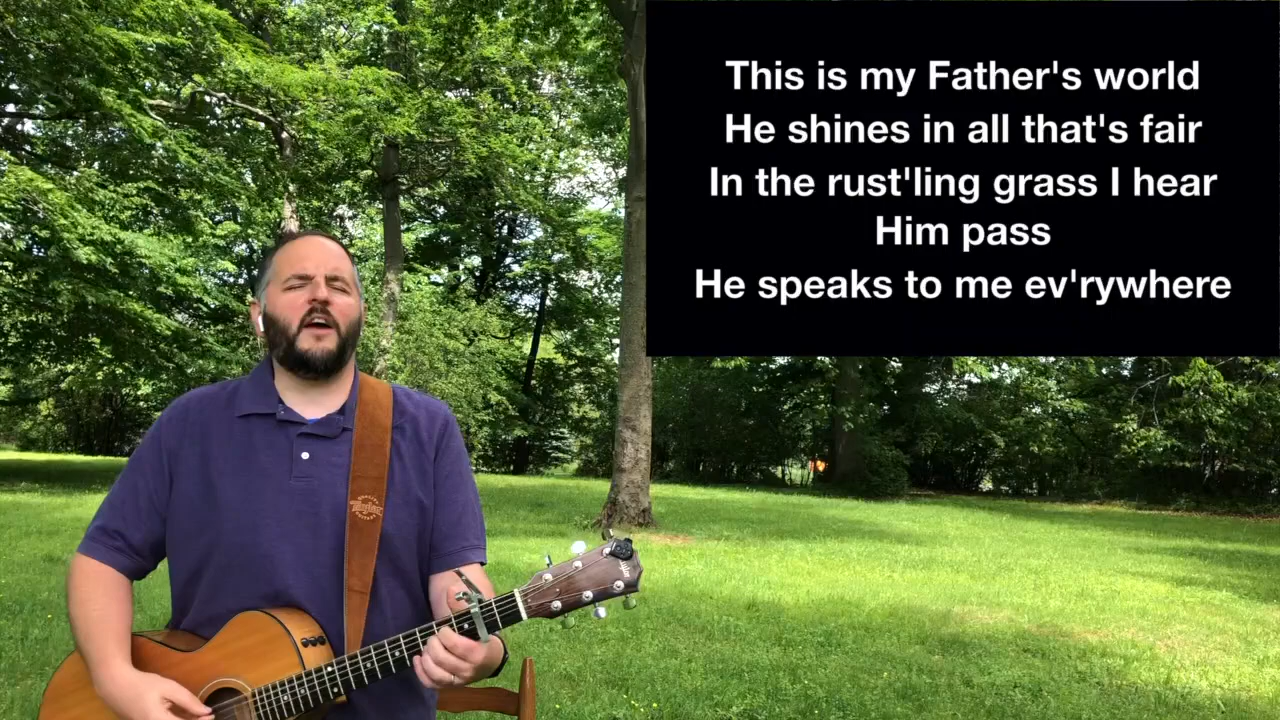 This is my Father's world
He shines in all that's fair
In the rust'ling grass I hear
Him pass
He speaks to me ev'rywhere